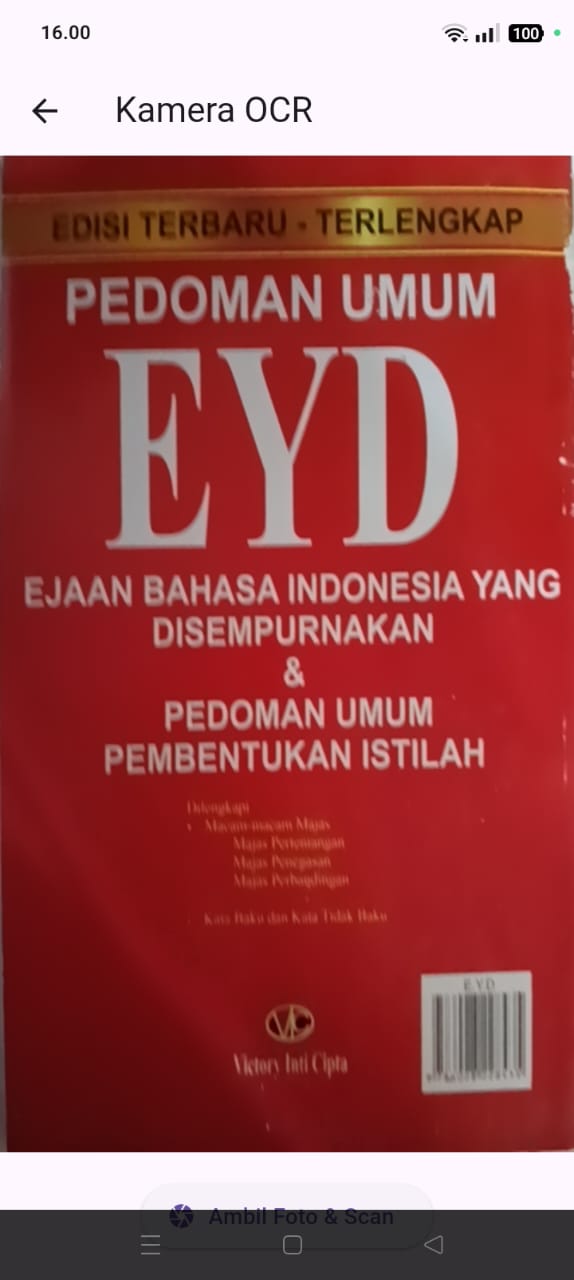 16.00
100
Kamera OCR
EDISI TERBARU - TERLENGKAP
PEDOMAN UMUM
EYD
EJAAN BAHASA INDONESIA YANG
DISEMPURNAKAN
&
PEDOMAN UMUM
PEMBENTUKAN ISTILAH
Dilengkapi
• Macam-macam Majas
Majas Pertentangan
Majas Penegasan
Majas Perbandingan
Kata Baku dan Kata Tidak Baku
VIC
Victory Inti Cipta
EYD
Ambil Foto & Scan